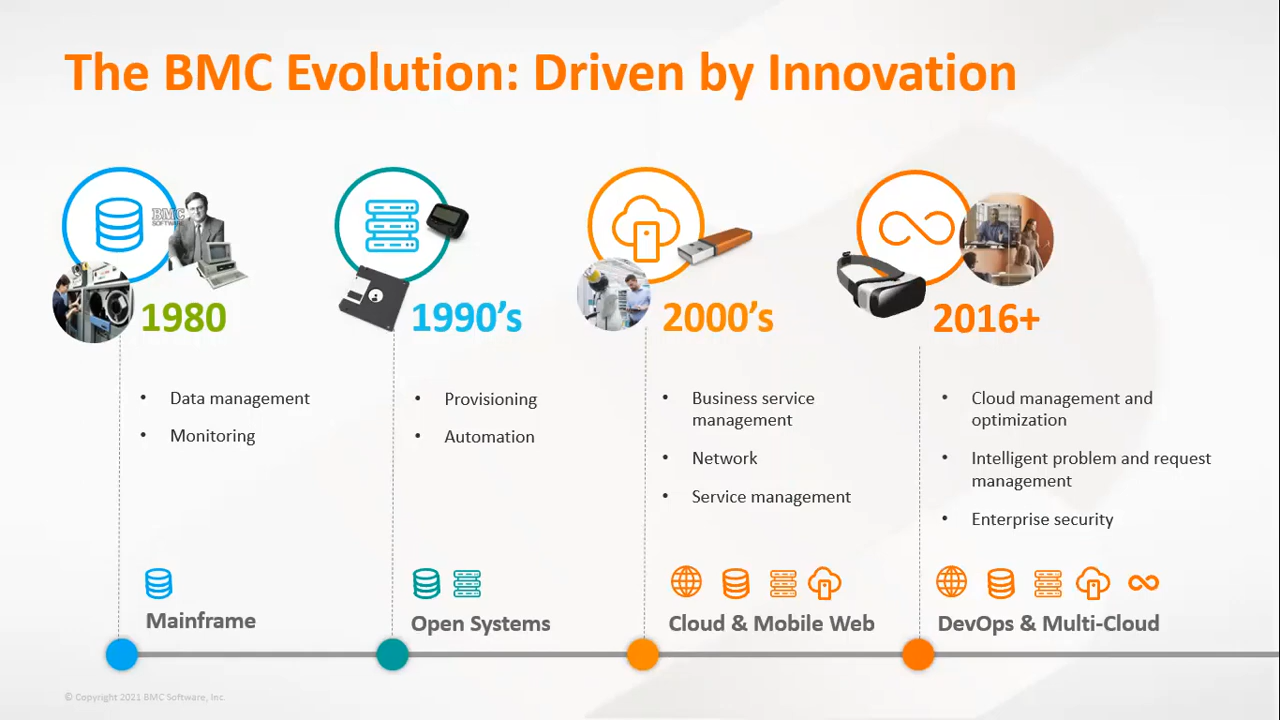 The BMC Evolution: Driven by Innovation
BMC
SOFTWARE
1980
• Data management
• Monitoring
Mainframe
1990’s
• Provisioning
• Automation
Open Systems
2000’s
• Business service
management
• Network
• Service management
Cloud & Mobile Web
2016+
• Cloud management and
optimization
• Intelligent problem and request
management
• Enterprise security
DevOps & Multi-Cloud
© Copyright 2021 BMC Software, Inc.